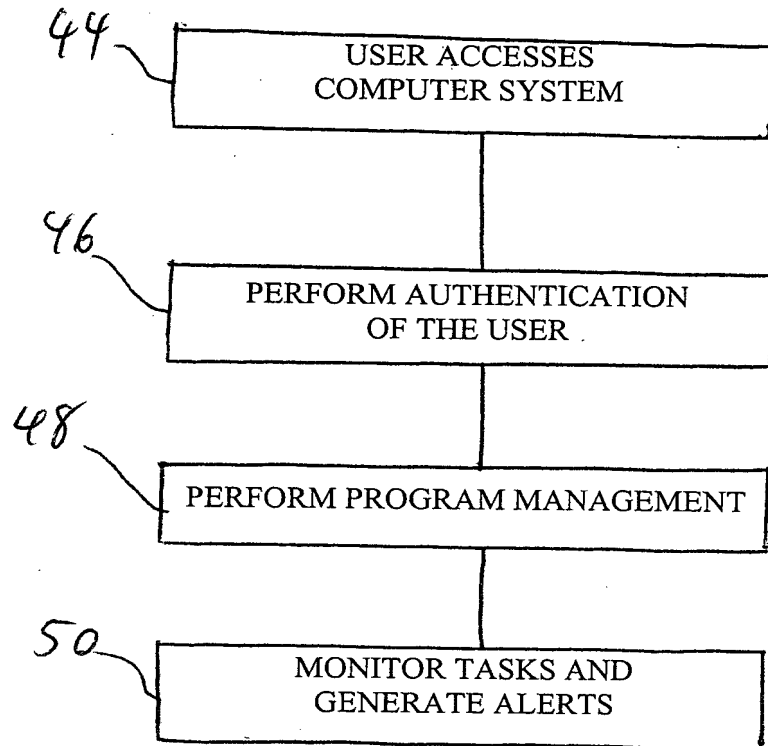 44
USER ACCESSES
COMPUTER SYSTEM
46
PERFORM AUTHENTICATION
OF THE USER
48
PERFORM PROGRAM MANAGEMENT
50
MONITOR TASKS AND
GENERATE ALERTS